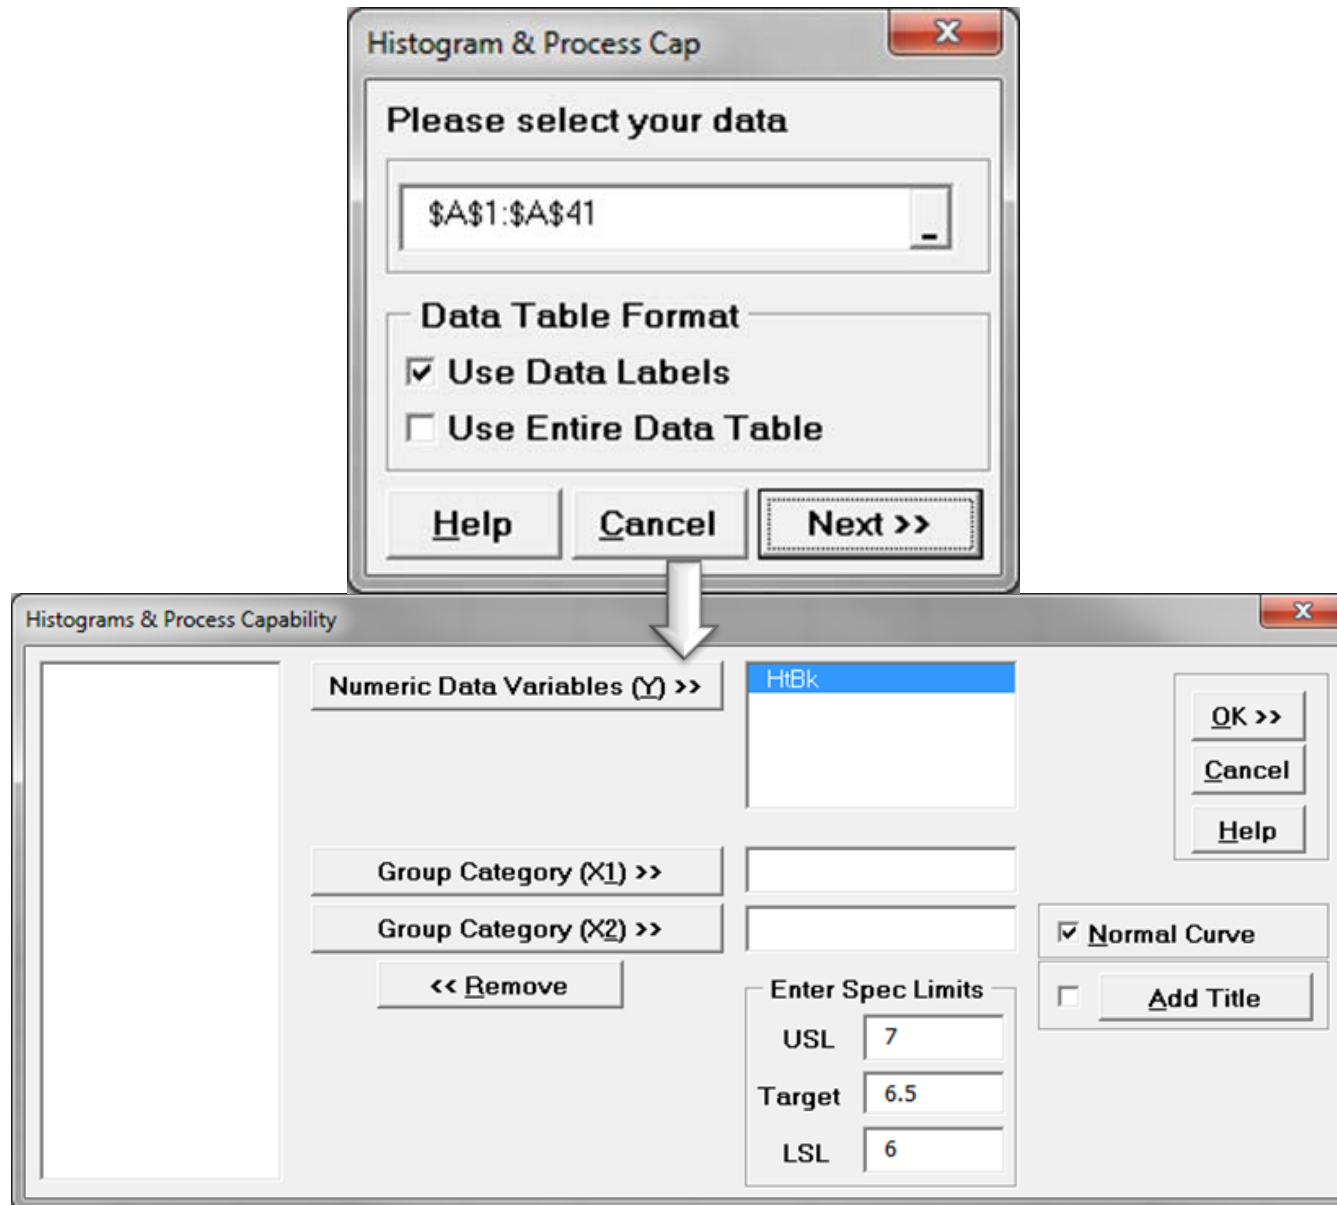 Histogram & Process Cap
X
Please select your data
$A$1:$A$41
Data Table Format
Use Data Labels
Use Entire Data Table
Help Cancel Next >>
Histograms & Process Capability
X
Numeric Data Variables (Y) >>
HtBk
OK >>
Cancel
Help
Group Category (X1) >>
Group Category (X2) >>
<< Remove
Normal Curve
Add Title
Enter Spec Limits
USL 7
Target 6.5
LSL 6